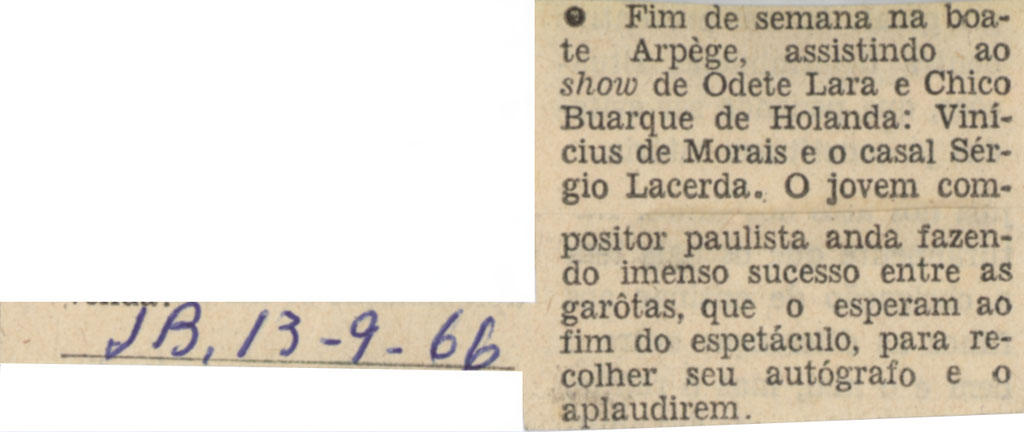 ● Fim de semana na boa-
te Arpège, assistindo ao
show de Odete Lara e Chico
Buarque de Holanda: Viní-
cius de Morais e o casal Sér-
gio Lacerda. O jovem com-
positor paulista anda fazen-
do imenso sucesso entre as
garôtas, que o esperam ao
fim do espetáculo, para re-
colher seu autógrafo e o
aplaudirem.
JB, 13-9-66